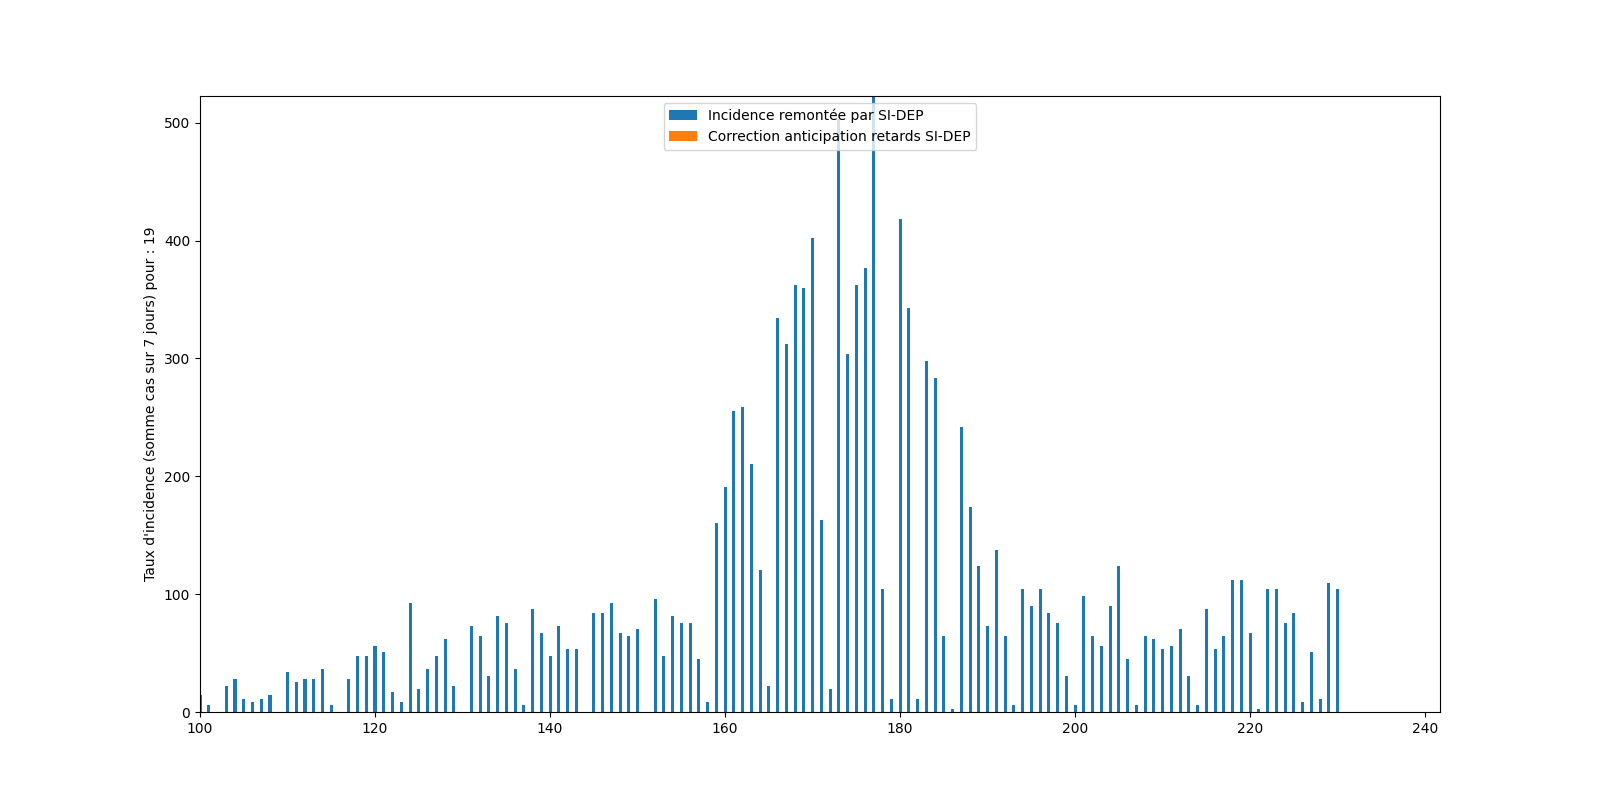 Incidence remontée par SI-DEP
Correction anticipation retards SI-DEP
Taux d'incidence (somme cas sur 7 jours) pour : 19
500
400
300
200
100
0
100 120 140 160 180 200 220 240